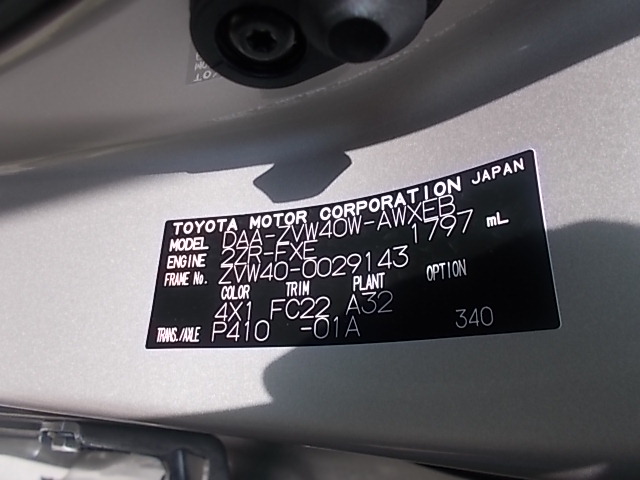 TOYOTA MOTOR CORPORATION JAPAN
MODEL DAA-ZVW40W-AWXEB
ENGINE 2ZR-FXE 1797 mL
FRAME No. ZVW40-0029143
COLOR TRIM PLANT OPTION
4X1 FC22 A32
TRANS./AXLE P410 -01A 340